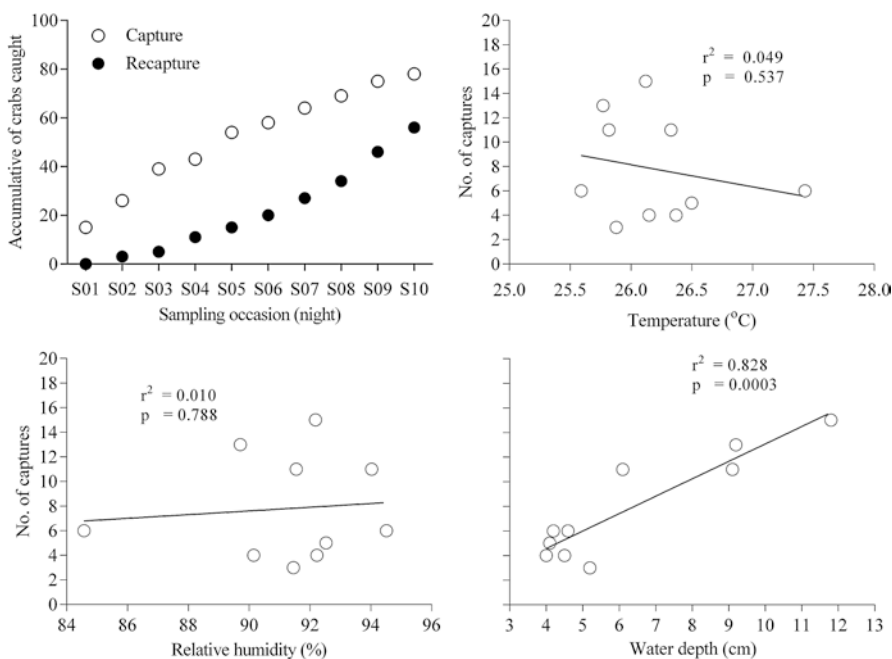 Accumulative of crabs caught
100
80
60
40
20
0
Capture
Recapture
S01 S02 S03 S04 S05 S06 S07 S08 S09 S10
Sampling occasion (night)
No. of captures
20
18
16
14
12
10
8
6
4
2
0
r² = 0.049
p = 0.537
25.0 25.5 26.0 26.5 27.0 27.5 28.0
Temperature (°C)
No. of captures
20
18
16
14
12
10
8
6
4
2
0
r² = 0.010
p = 0.788
84 86 88 90 92 94 96
Relative humidity (%)
r² = 0.828
p = 0.0003
3 4 5 6 7 8 9 10 11 12 13
Water depth (cm)